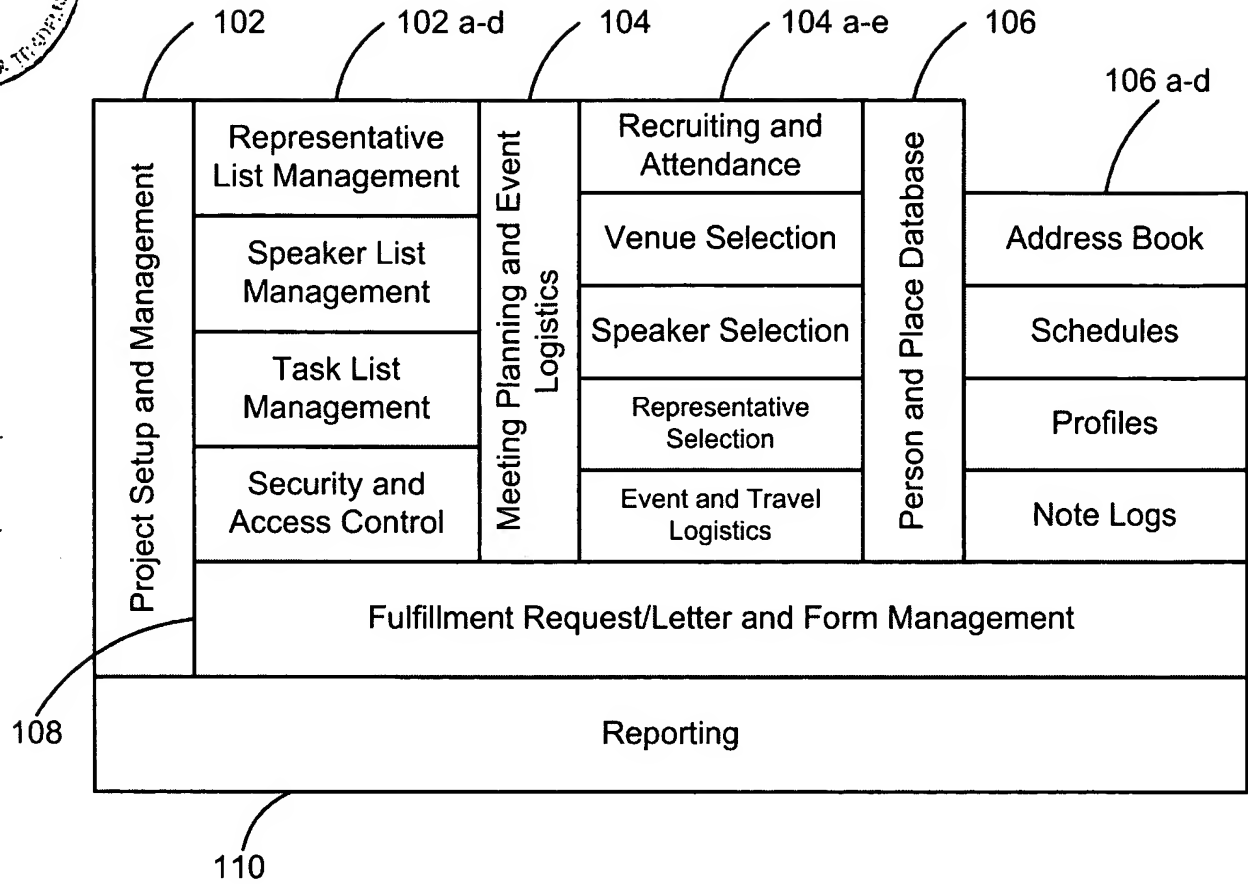 102
102 a-d
104
104 a-e
106
106 a-d
Project Setup and Management
Representative
List Management
Speaker List
Management
Task List
Management
Security and
Access Control
Meeting Planning and Event
Logistics
Recruiting and
Attendance
Venue Selection
Speaker Selection
Representative
Selection
Event and Travel
Logistics
Person and Place Database
Address Book
Schedules
Profiles
Note Logs
Fulfillment Request/Letter and Form Management
108
Reporting
110